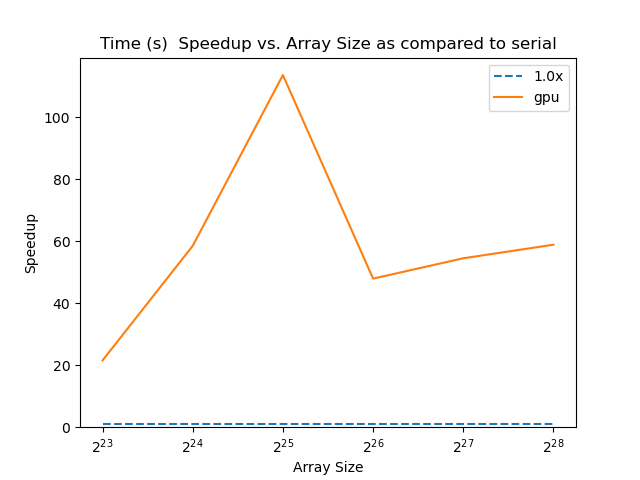 Time (s)  Speedup vs. Array Size as compared to serial
1.0x
gpu
Speedup
100
80
60
40
20
0
2^23 2^24 2^25 2^26 2^27 2^28
Array Size